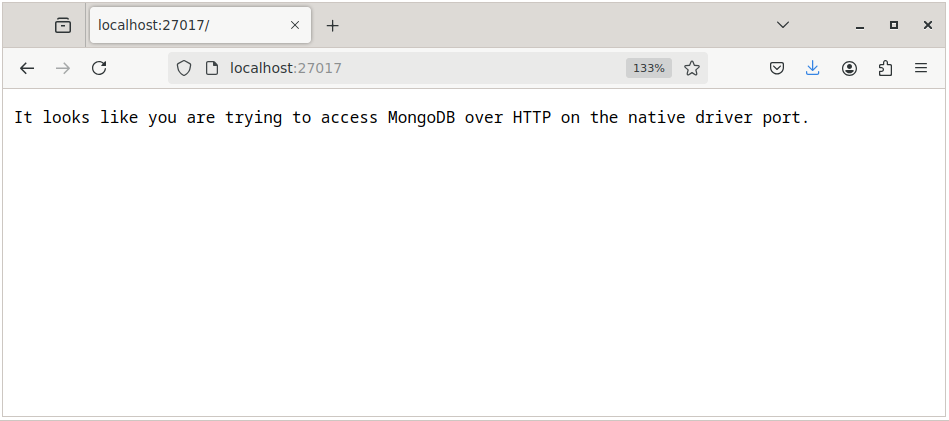 localhost:27017/
localhost:27017
133%
It looks like you are trying to access MongoDB over HTTP on the native driver port.